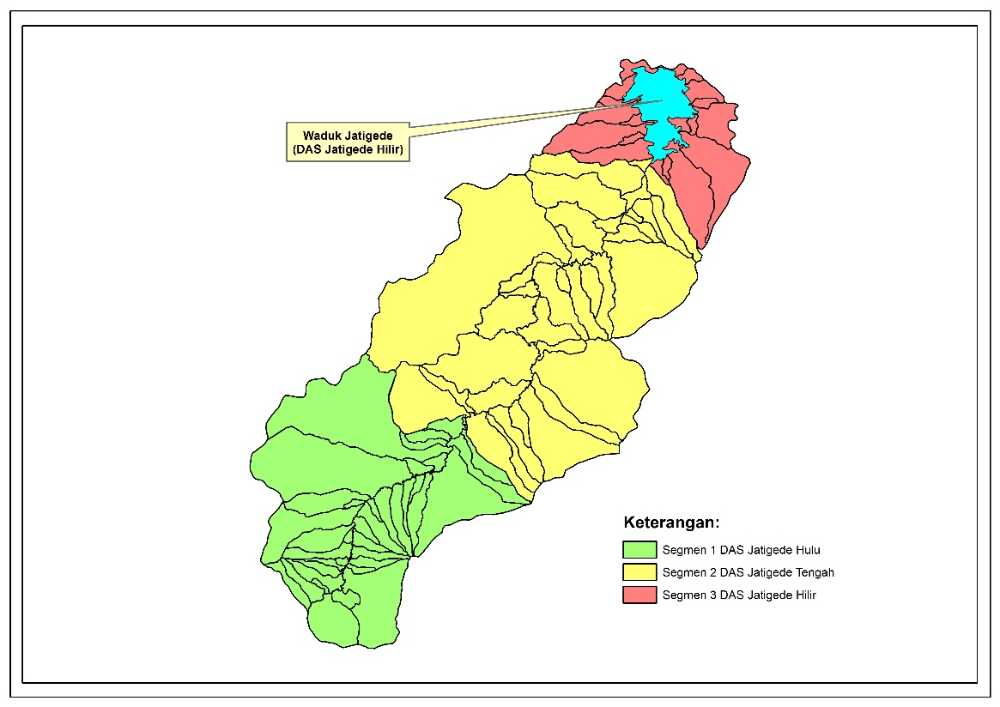 Waduk Jatigede
(DAS Jatigede Hilir)
Keterangan:
Segmen 1 DAS Jatigede Hulu
Segmen 2 DAS Jatigede Tengah
Segmen 3 DAS Jatigede Hilir